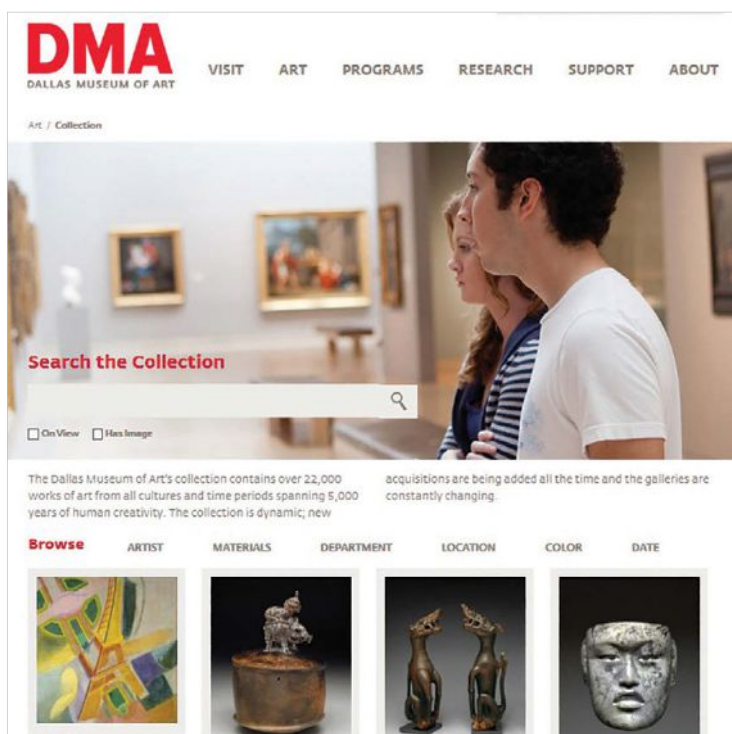 DMA
DALLAS MUSEUM OF ART
VISIT ART PROGRAMS RESEARCH SUPPORT ABOUT
Art / Collection
Search the Collection
On View Has Image
The Dallas Museum of Art's collection contains over 22,000
works of art from all cultures and time periods spanning 5,000
years of human creativity. The collection is dynamic; new
acquisitions are being added all the time and the galleries are
constantly changing.
Browse ARTIST MATERIALS DEPARTMENT LOCATION COLOR DATE